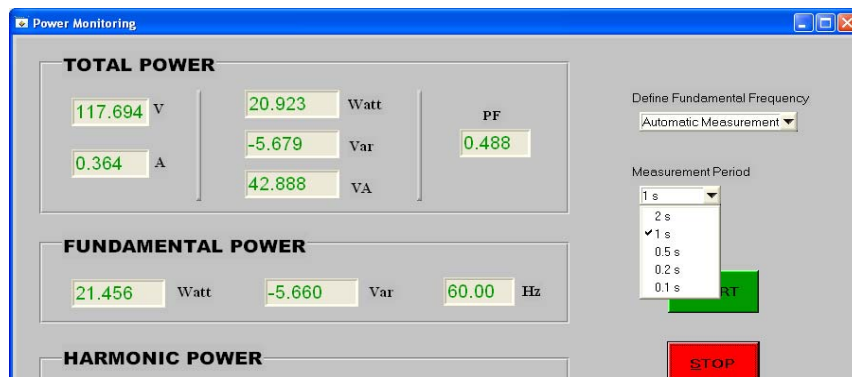 Power Monitoring
TOTAL POWER
117.694 V
0.364 A
20.923 Watt
-5.679 Var
42.888 VA
PF
0.488
Define Fundamental Frequency
Automatic Measurement
Measurement Period
1 s
2 s
✔1 s
0.5 s
0.2 s
0.1 s
FUNDAMENTAL POWER
21.456 Watt -5.660 Var 60.00 Hz
RT
STOP
HARMONIC POWER